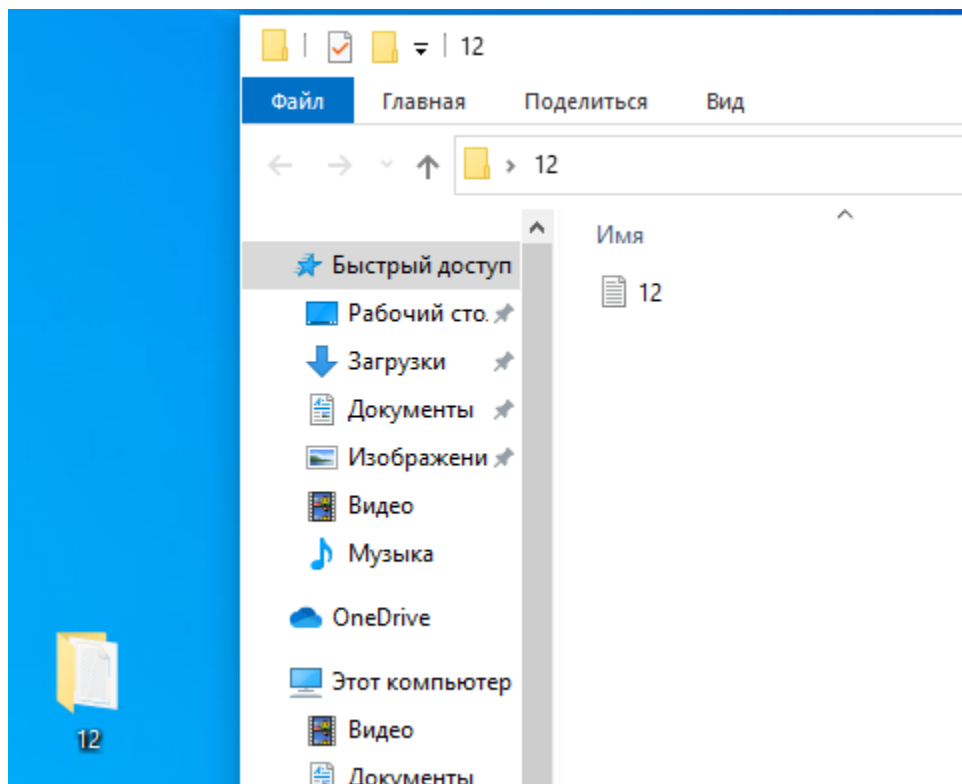 12
Файл Главная Поделиться Вид
12
Имя
12
Быстрый доступ
Рабочий сто.
Загрузки
Документы
Изображени
Видео
Музыка
OneDrive
Этот компьютер
Видео
Документы
12